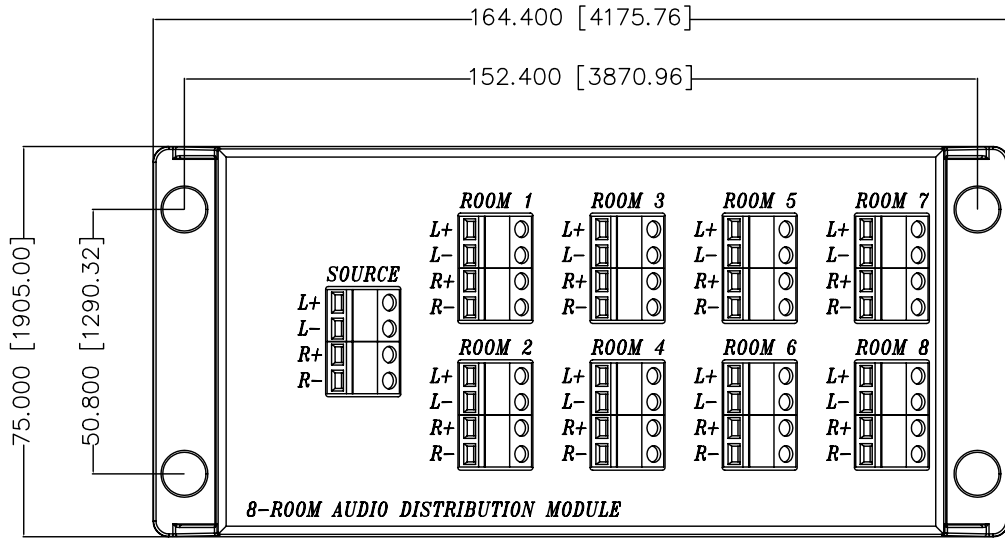 164.400 [4175.76]
152.400 [3870.96]
75.000 [1905.00]
50.800 [1290.32]
SOURCE
L+
L-
R+
R-
ROOM 1
L+
L-
R+
R-
ROOM 2
L+
L-
R+
R-
ROOM 3
L+
L-
R+
R-
ROOM 4
L+
L-
R+
R-
ROOM 5
L+
L-
R+
R-
ROOM 6
L+
L-
R+
R-
ROOM 7
L+
L-
R+
R-
ROOM 8
L+
L-
R+
R-
8-ROOM AUDIO DISTRIBUTION MODULE